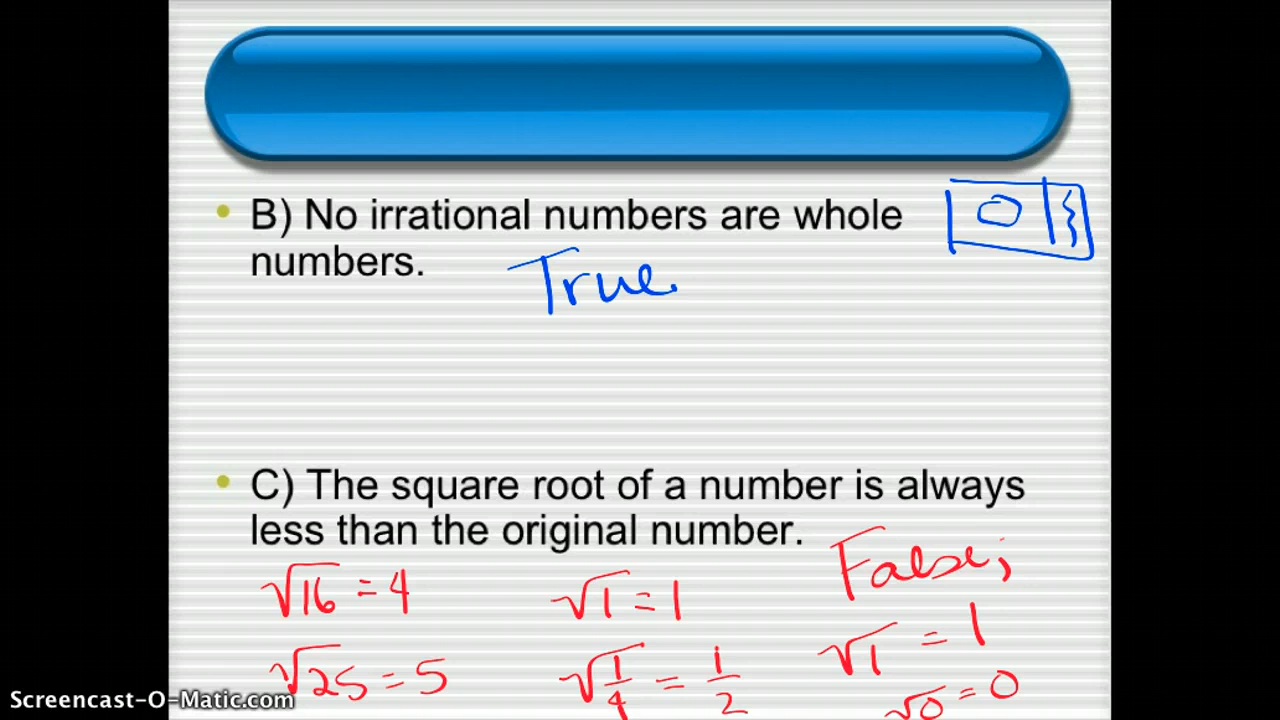 B) No irrational numbers are whole
numbers.
True.
C) The square root of a number is always
less than the original number.
False;
√16 = 4
√1 = 1
√1 = 1
√25 = 5
√1/4 = 1/2
√0 = 0
Screencast-O-Matic.com